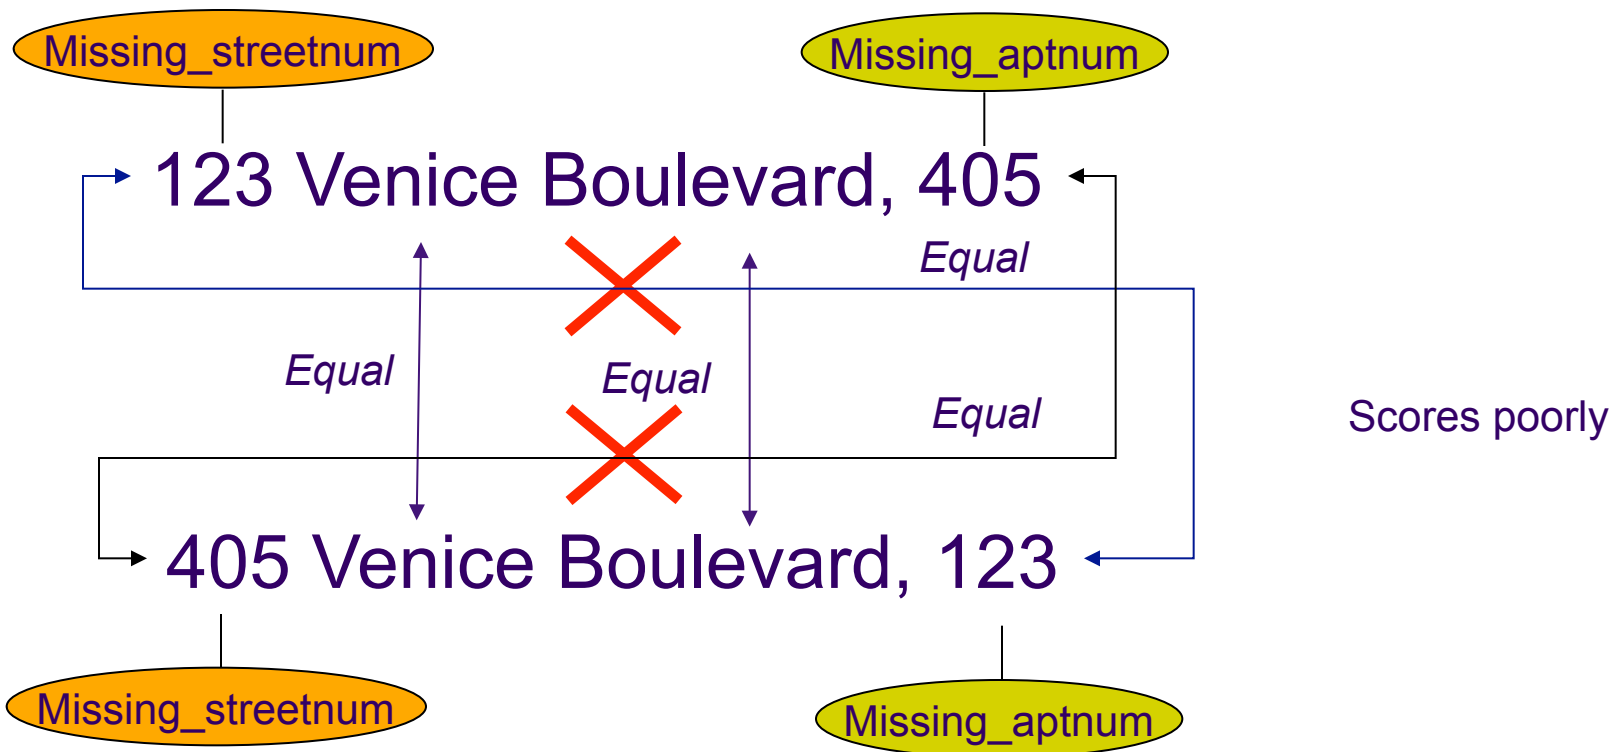 Missing_streetnum
Missing_aptnum
123 Venice Boulevard, 405
Equal
Equal
Equal
Equal
Scores poorly
405 Venice Boulevard, 123
Missing_streetnum
Missing_aptnum